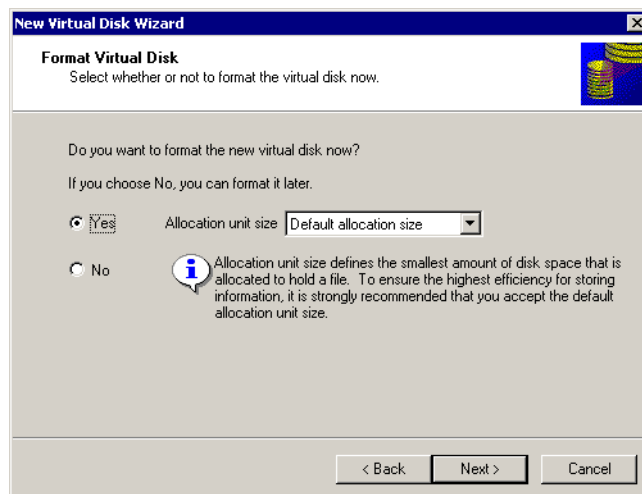 New Virtual Disk Wizard
Format Virtual Disk
Select whether or not to format the virtual disk now.
Do you want to format the new virtual disk now?
If you choose No, you can format it later.
Yes Allocation unit size Default allocation size
No
Allocation unit size defines the smallest amount of disk space that is
allocated to hold a file. To ensure the highest efficiency for storing
information, it is strongly recommended that you accept the default
allocation unit size.
< Back Next > Cancel